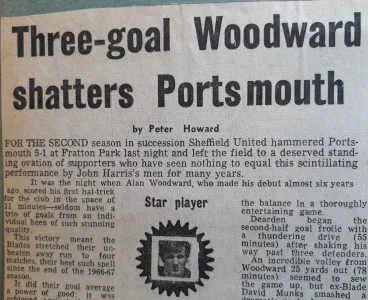 Three-goal Woodward
shatters Portsmouth
by Peter Howard
FOR THE SECOND season in succession Sheffield United hammered Ports-
mouth 5-1 at Fratton Park last night and left the field to a deserved stand-
ing ovation of supporters who have seen nothing to equal this scintillating
performance by John Harris's men for many years.
It was the night when Alan Woodward, who made his debut almost six years
ago, scored his first hat-trick
for the club in the space of
11 minutes—seldom have a
trio of goals from an indi-
vidual been of such stunning
quality.
This victory meant the
Blades stretched their un-
beaten away run to four
matches, their best such spell
since the end of the 1966-67
season.
It did their goal average
a power of good; it was
Star player
the balance in a thoroughly
entertaining game.
Dearden began the
second-half goal frolic with
a thundering drive (55
minutes) after shaking his
way past three defenders.
An incredible volley from
Woodward 25 yards out (78
minutes) seemed to sew
the game up, but ex-Blade
David Munks smashed a